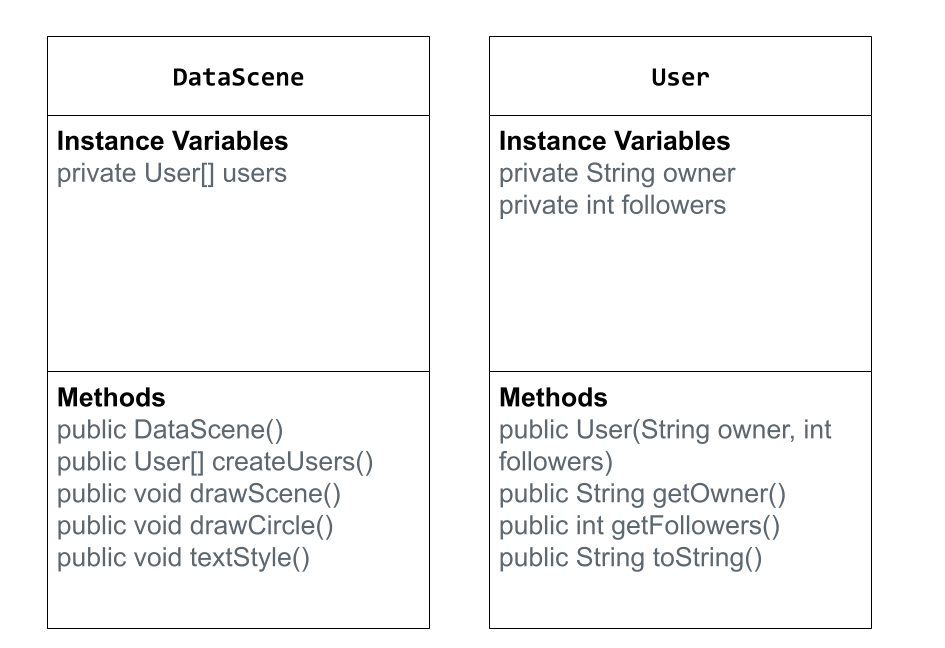 DataScene
Instance Variables
private User[] users
Methods
public DataScene()
public User[] createUsers()
public void drawScene()
public void drawCircle()
public void textStyle()
User
Instance Variables
private String owner
private int followers
Methods
public User(String owner, int
followers)
public String getOwner()
public int getFollowers()
public String toString()